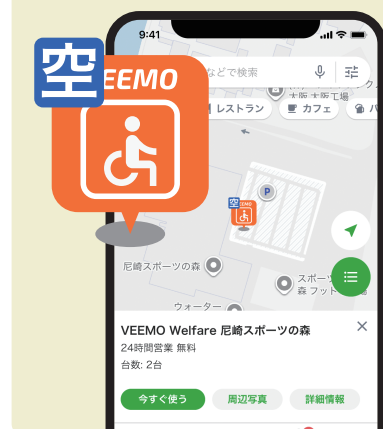 空
VEEMO
9:41
などで検索
大阪 大阪工場
レストラン
カフェ
P
空
VEEMO
尼崎スポーツの森
スポーツ
森 フット
ウォーター
VEEMO Welfare 尼崎スポーツの森
24時間営業 無料
台数: 2台
今すぐ使う
周辺写真
詳細情報